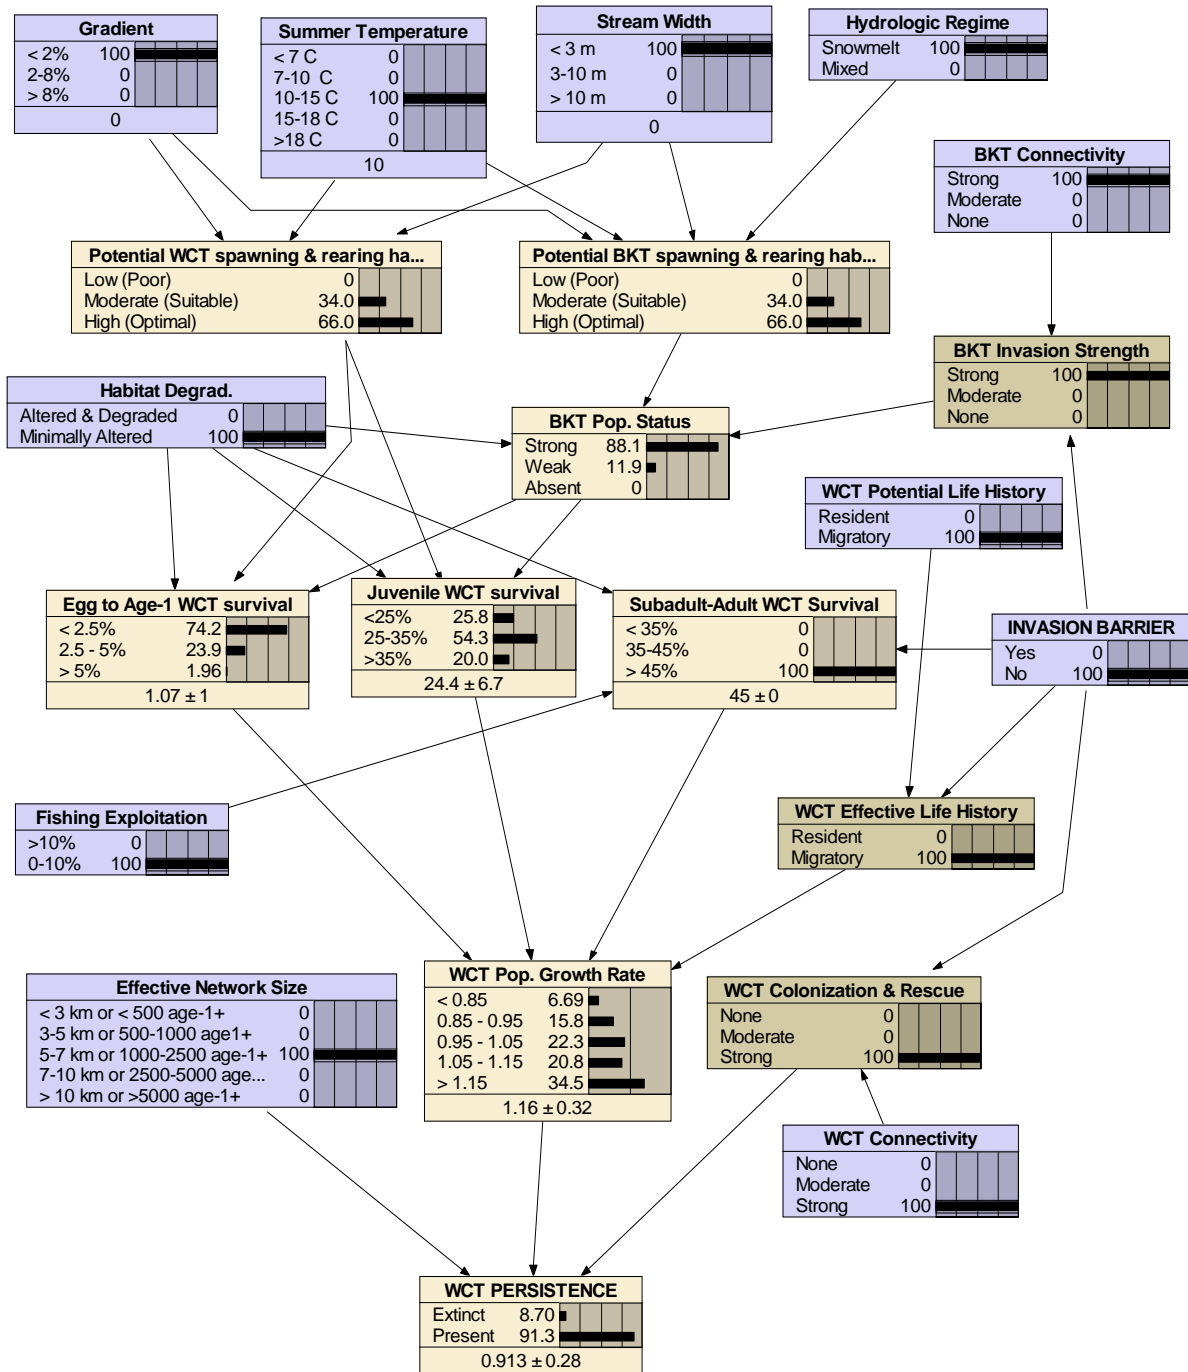 Gradient
< 2% 100
2-8% 0
> 8% 0
0
Summer Temperature
< 7 C 0
7-10 C 0
10-15 C 100
15-18 C 0
>18 C 0
10
Stream Width
< 3 m 100
3-10 m 0
> 10 m 0
0
Hydrologic Regime
Snowmelt 100
Mixed 0
BKT Connectivity
Strong 100
Moderate 0
None 0
Potential WCT spawning & rearing ha...
Low (Poor) 0
Moderate (Suitable) 34.0
High (Optimal) 66.0
Potential BKT spawning & rearing hab...
Low (Poor) 0
Moderate (Suitable) 34.0
High (Optimal) 66.0
BKT Invasion Strength
Strong 100
Moderate 0
None 0
Habitat Degrad.
Altered & Degraded 0
Minimally Altered 100
BKT Pop. Status
Strong 88.1
Weak 11.9
Absent 0
WCT Potential Life History
Resident 0
Migratory 100
Egg to Age-1 WCT survival
< 2.5% 74.2
2.5 - 5% 23.9
> 5% 1.96
1.07 ± 1
Juvenile WCT survival
<25% 25.8
25-35% 54.3
>35% 20.0
24.4 ± 6.7
Subadult-Adult WCT Survival
< 35% 0
35-45% 0
> 45% 100
45 ± 0
INVASION BARRIER
Yes 0
No 100
Fishing Exploitation
>10% 0
0-10% 100
WCT Effective Life History
Resident 0
Migratory 100
Effective Network Size
< 3 km or < 500 age-1+ 0
3-5 km or 500-1000 age1+ 0
5-7 km or 1000-2500 age-1+ 100
7-10 km or 2500-5000 age... 0
> 10 km or >5000 age-1+ 0
WCT Pop. Growth Rate
< 0.85 6.69
0.85 - 0.95 15.8
0.95 - 1.05 22.3
1.05 - 1.15 20.8
> 1.15 34.5
1.16 ± 0.32
WCT Colonization & Rescue
None 0
Moderate 0
Strong 100
WCT Connectivity
None 0
Moderate 0
Strong 100
WCT PERSISTENCE
Extinct 8.70
Present 91.3
0.913 ± 0.28